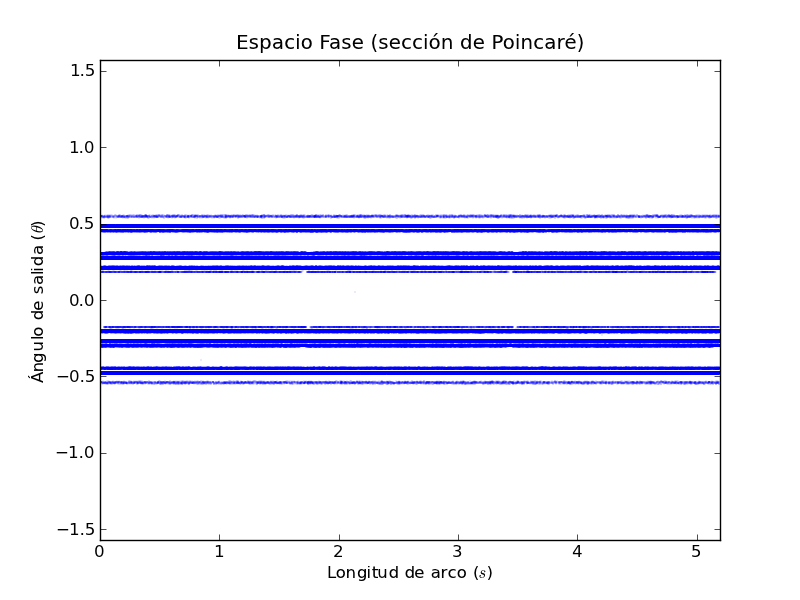 Espacio Fase (sección de Poincaré)
1.5
1.0
0.5
0.0
−0.5
−1.0
−1.5
Ángulo de salida (θ)
0 1 2 3 4 5
Longitud de arco (s)